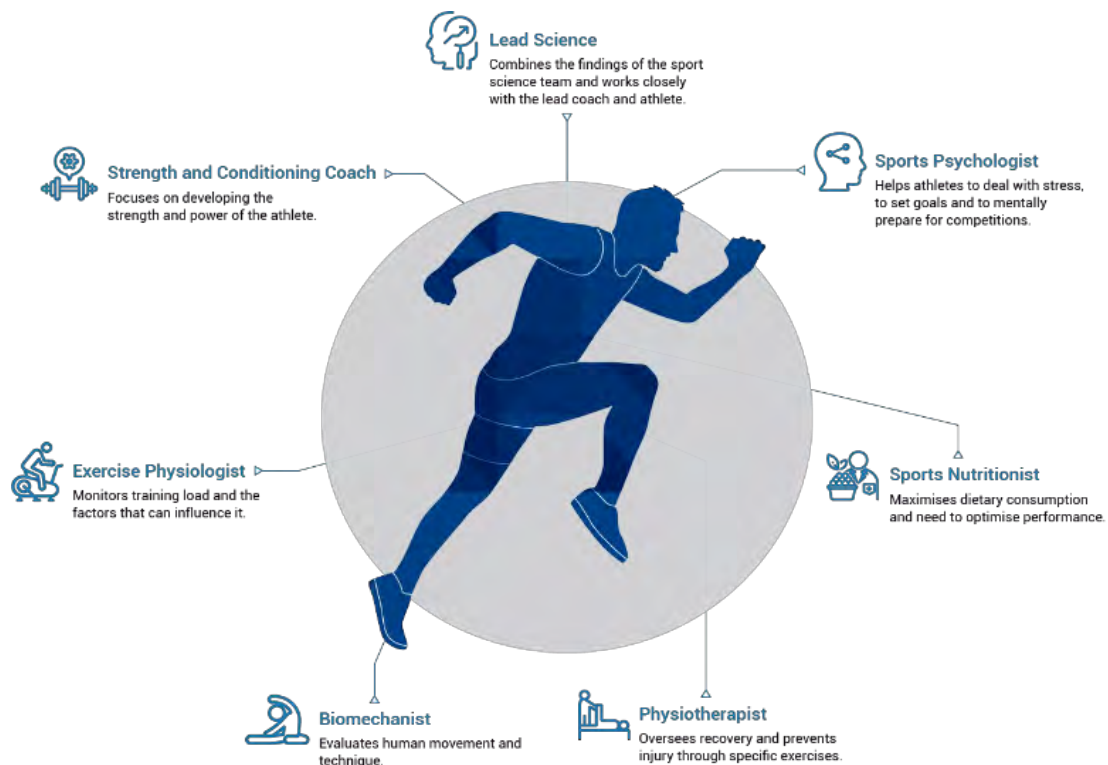 Lead Science
Combines the findings of the sport
science team and works closely
with the lead coach and athlete.
Strength and Conditioning Coach
Focuses on developing the
strength and power of the athlete.
Sports Psychologist
Helps athletes to deal with stress,
to set goals and to mentally
prepare for competitions.
Exercise Physiologist
Monitors training load and the
factors that can influence it.
Sports Nutritionist
Maximises dietary consumption
and need to optimise performance.
Biomechanist
Evaluates human movement and
technique.
Physiotherapist
Oversees recovery and prevents
injury through specific exercises.